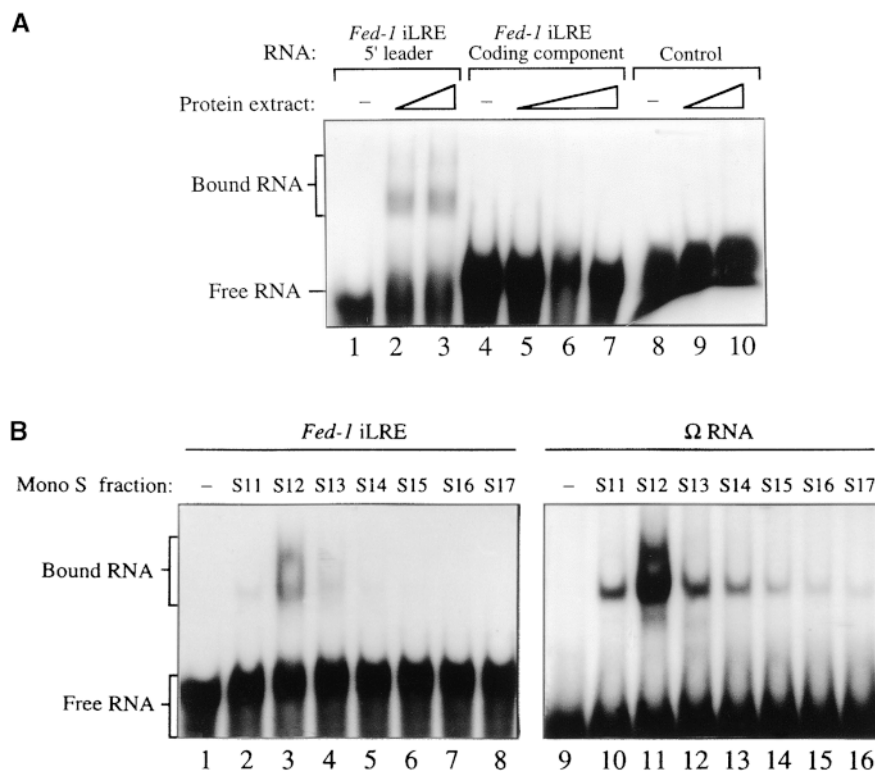 A
Fed-1 iLRE Fed-1 iLRE
RNA: 5' leader Coding component Control
Protein extract: – – –
Bound RNA
Free RNA
1 2 3 4 5 6 7 8 9 10
B
Fed-1 iLRE Ω RNA
Mono S fraction: – S11 S12 S13 S14 S15 S16 S17 – S11 S12 S13 S14 S15 S16 S17
Bound RNA
Free RNA
1 2 3 4 5 6 7 8 9 10 11 12 13 14 15 16